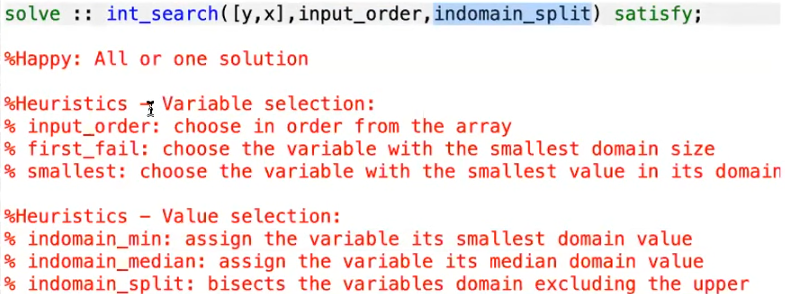 solve :: int_search([y,x],input_order,indomain_split) satisfy;
%Happy: All or one solution
%Heuristics – Variable selection:
% input_order: choose in order from the array
% first_fail: choose the variable with the smallest domain size
% smallest: choose the variable with the smallest value in its domain
%Heuristics – Value selection:
% indomain_min: assign the variable its smallest domain value
% indomain_median: assign the variable its median domain value
% indomain_split: bisects the variables domain excluding the upper